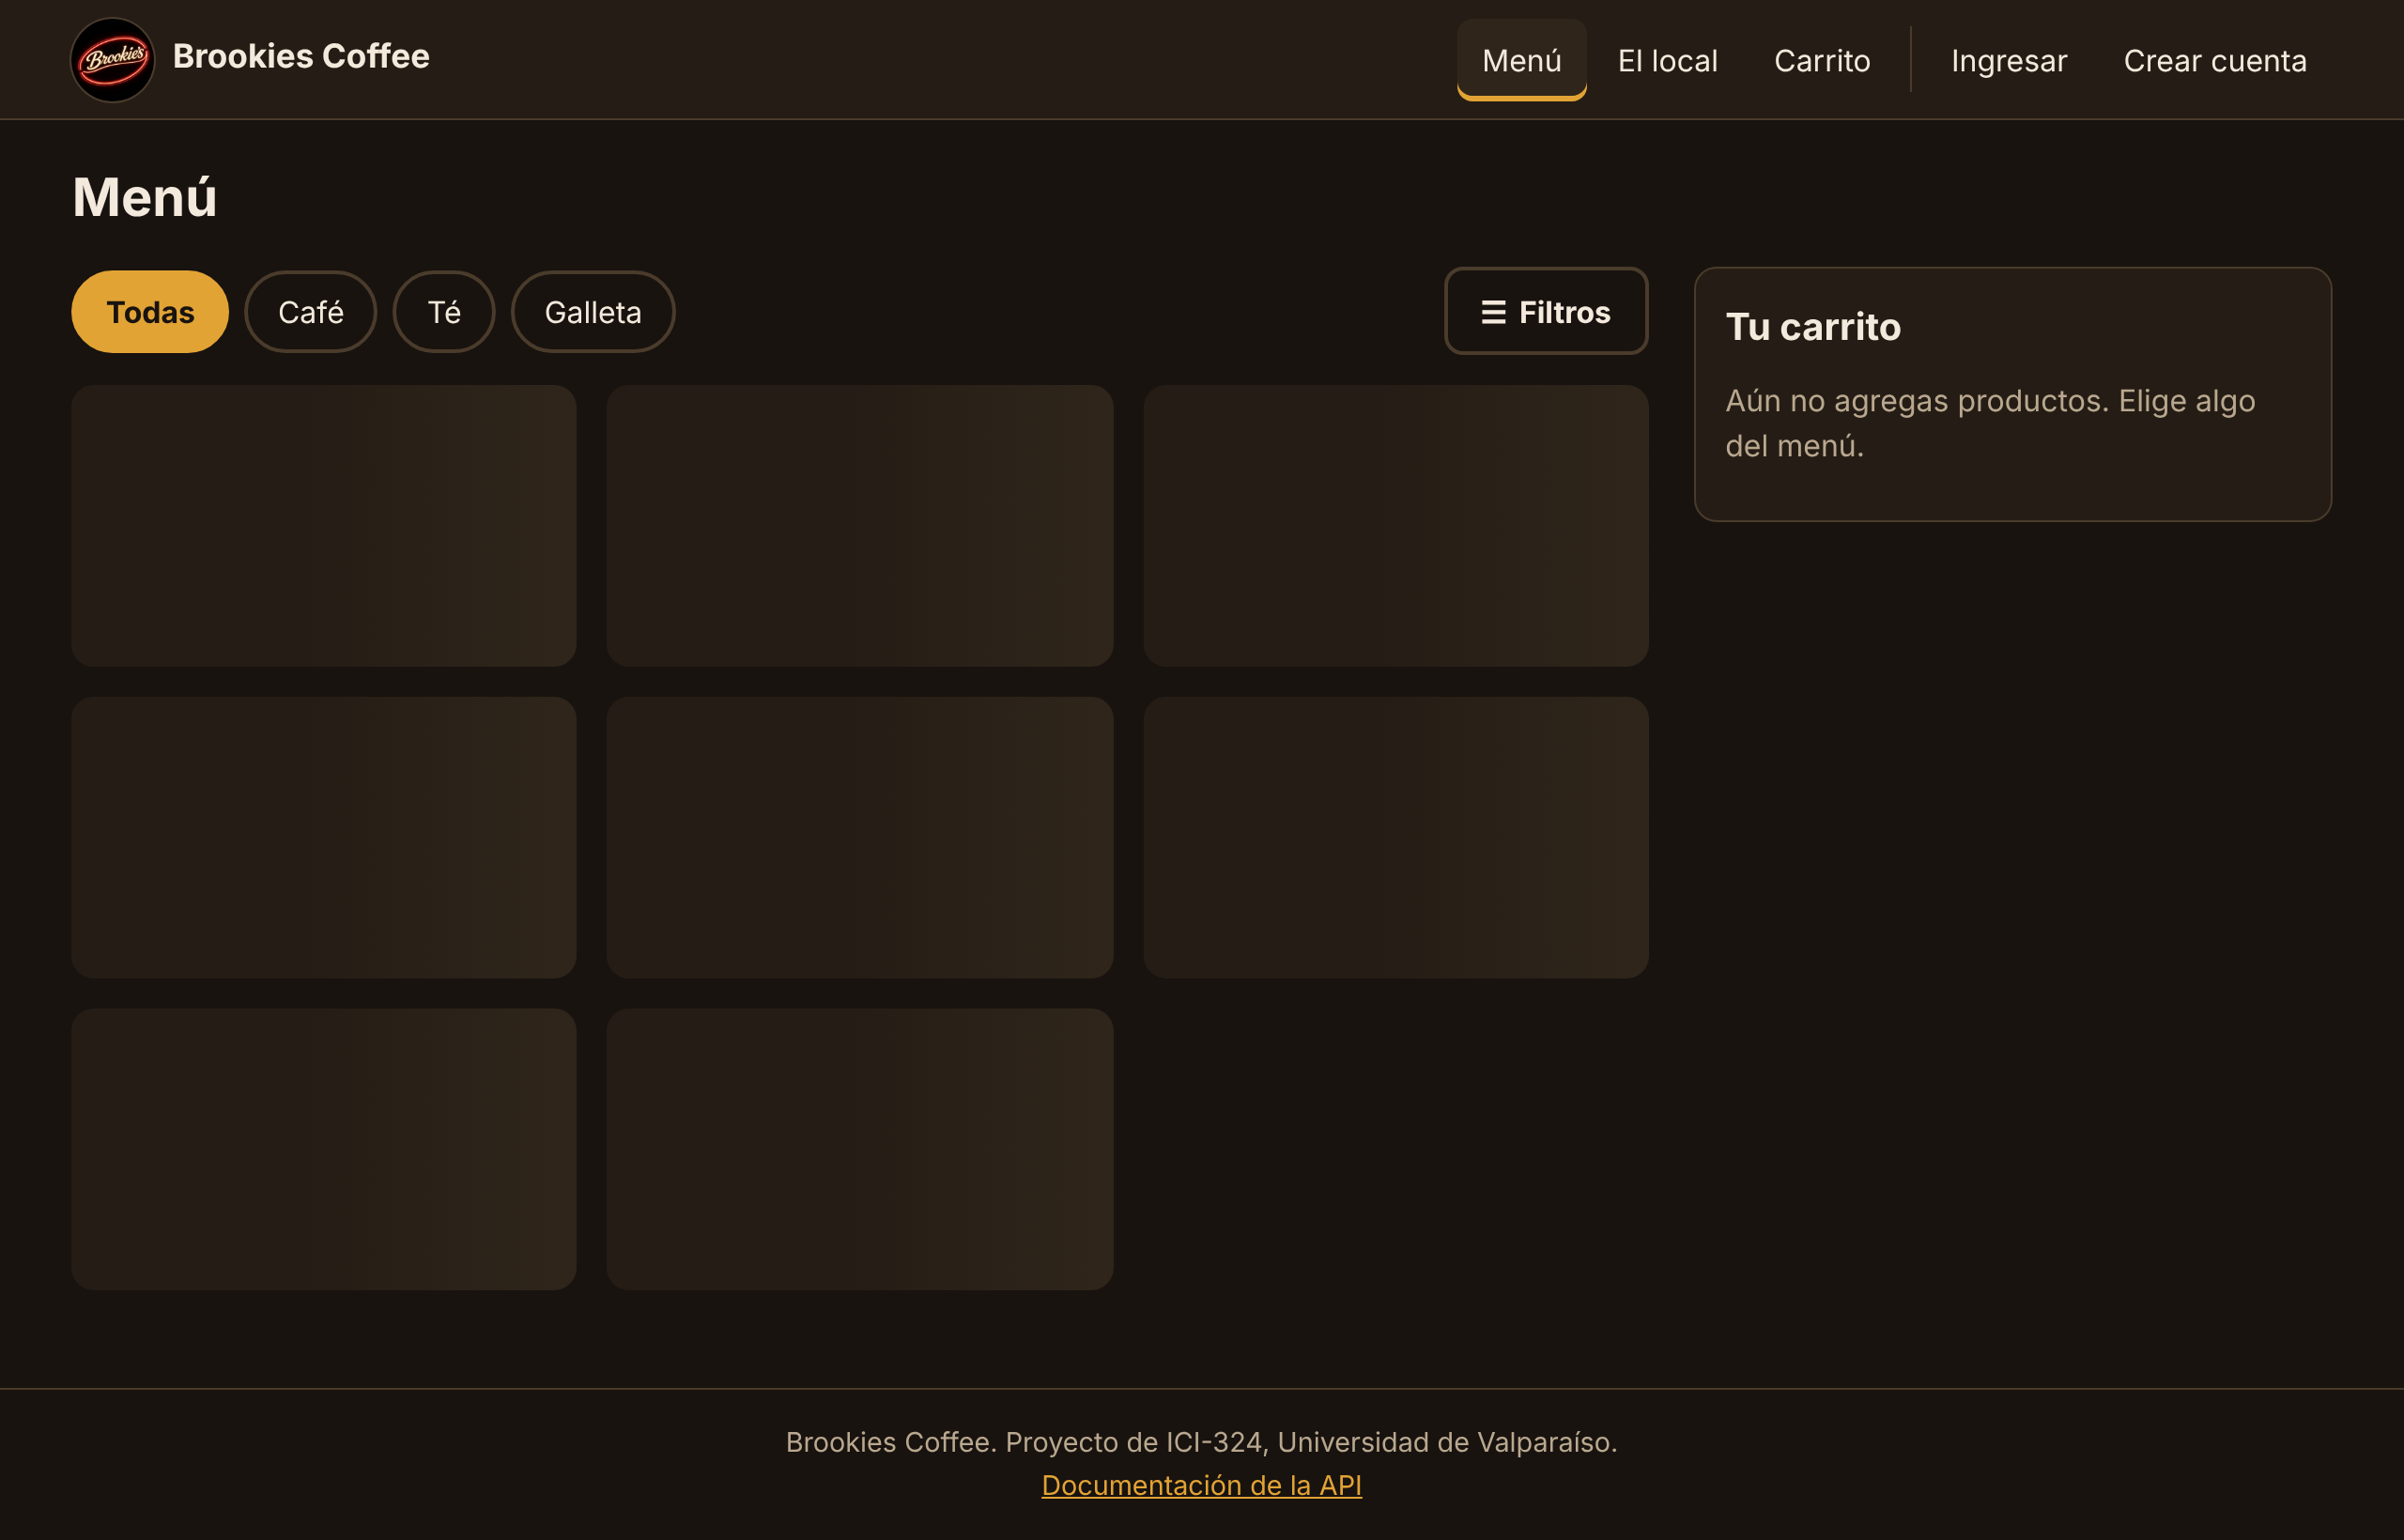 Brookie's
Brookies Coffee
Menú
El local
Carrito
Ingresar
Crear cuenta
Menú
Todas
Café
Té
Galleta
☰ Filtros
Tu carrito
Aún no agregas productos. Elige algo
del menú.
Brookies Coffee. Proyecto de ICI-324, Universidad de Valparaíso.
Documentación de la API